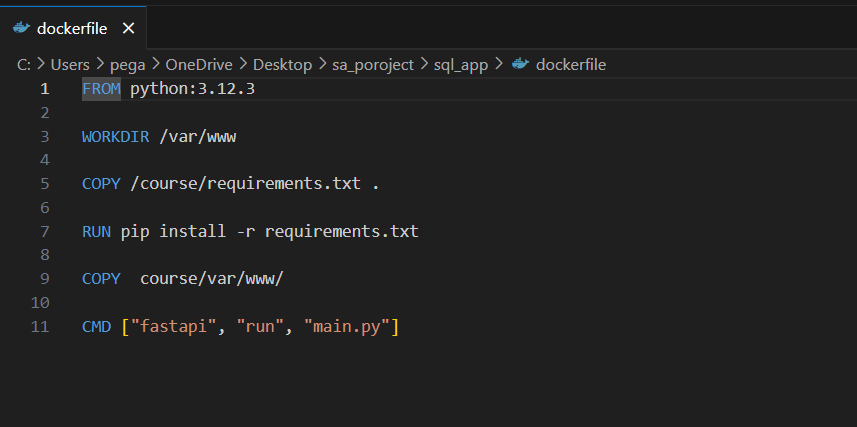 dockerfile
C: > Users > pega > OneDrive > Desktop > sa_poroject > sql_app > dockerfile
1 FROM python:3.12.3
2
3 WORKDIR /var/www
4
5 COPY /course/requirements.txt .
6
7 RUN pip install -r requirements.txt
8
9 COPY  course/var/www/
10
11 CMD ["fastapi", "run", "main.py"]